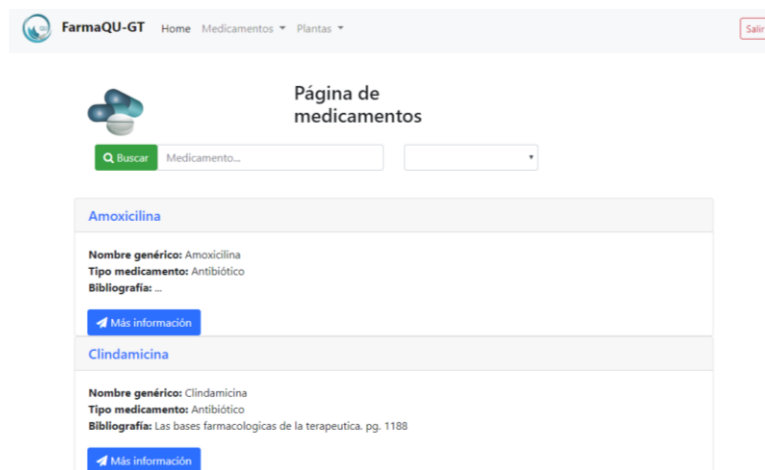 FarmaQU-GT Home Medicamentos Plantas Salir
Página de
medicamentos
Buscar Medicamento...
Amoxicilina
Nombre genérico: Amoxicilina
Tipo medicamento: Antibiótico
Bibliografía: ...
Más información
Clindamicina
Nombre genérico: Clindamicina
Tipo medicamento: Antibiótico
Bibliografía: Las bases farmacologicas de la terapeutica. pg. 1188
Más información